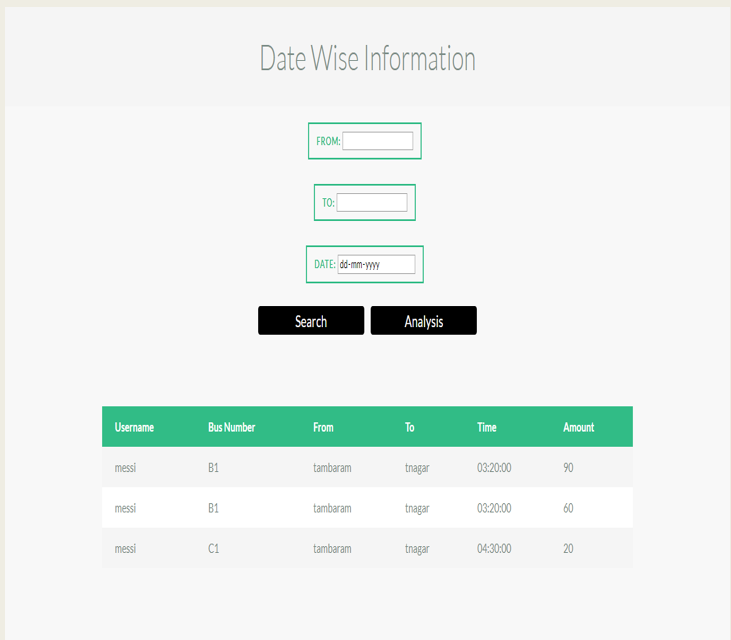 Date Wise Information
FROM:
TO:
DATE: dd-mm-yyyy
Search Analysis
Username Bus Number From To Time Amount
messi B1 tambaram tnagar 03:20:00 90
messi B1 tambaram tnagar 03:20:00 60
messi C1 tambaram tnagar 04:30:00 20